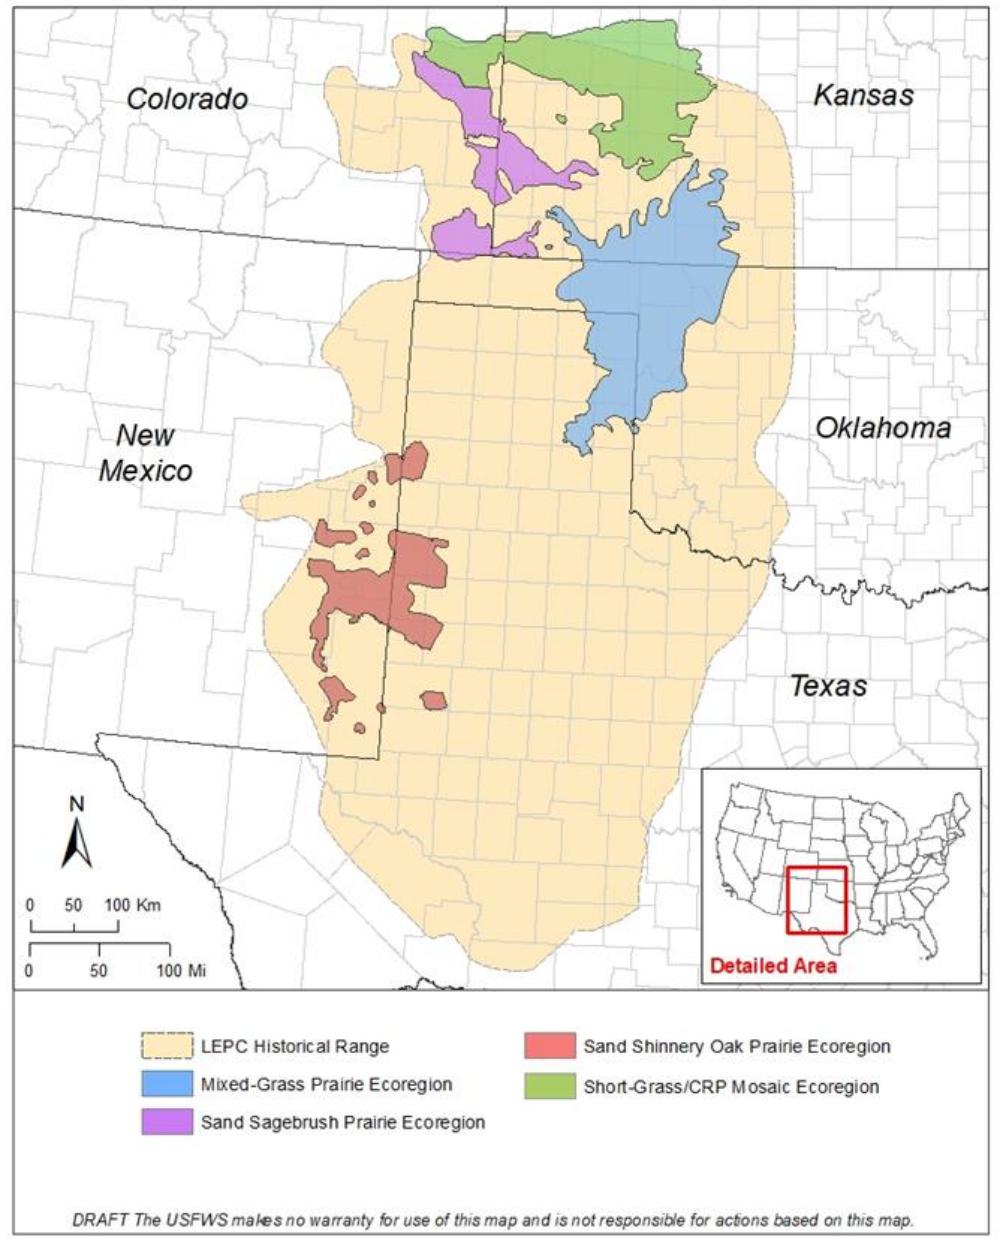 Colorado
Kansas
New
Mexico
Oklahoma
Texas
N
0 50 100 Km
0 50 100 Mi
Detailed Area
LEPC Historical Range
Mixed-Grass Prairie Ecoregion
Sand Sagebrush Prairie Ecoregion
Sand Shinnery Oak Prairie Ecoregion
Short-Grass/CRP Mosaic Ecoregion
DRAFT The USFWS makes no warranty for use of this map and is not responsible for actions based on this map.